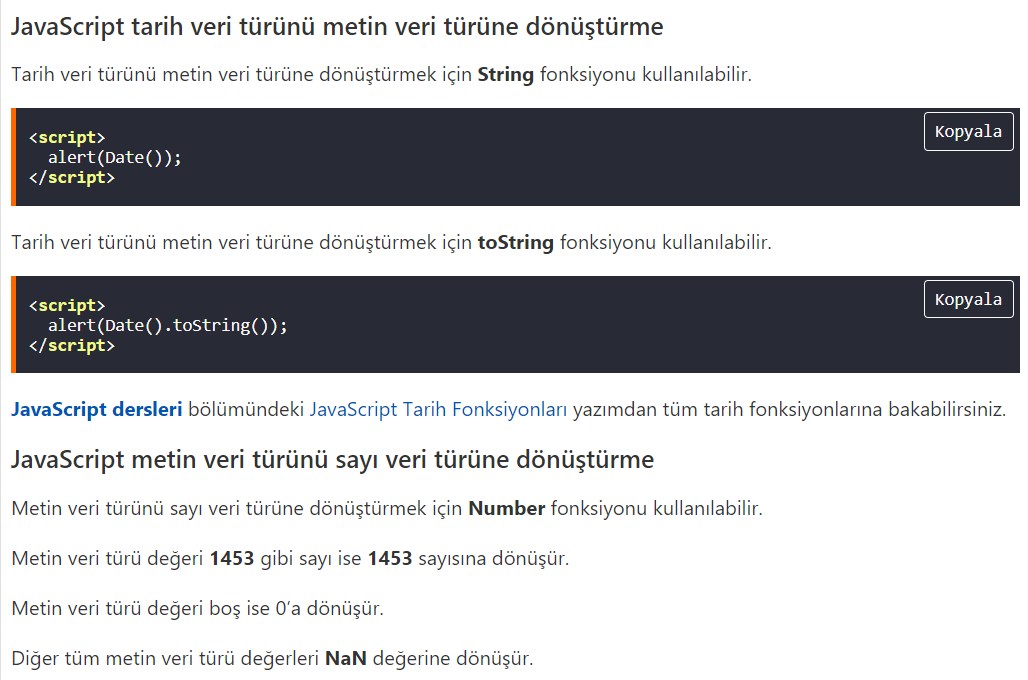 JavaScript tarih veri türünü metin veri türüne dönüştürme
Tarih veri türünü metin veri türüne dönüştürmek için String fonksiyonu kullanılabilir.
Kopyala
<script>
  alert(Date());
</script>
Tarih veri türünü metin veri türüne dönüştürmek için toString fonksiyonu kullanılabilir.
Kopyala
<script>
  alert(Date().toString());
</script>
JavaScript dersleri bölümündeki JavaScript Tarih Fonksiyonları yazımdan tüm tarih fonksiyonlarına bakabilirsiniz.
JavaScript metin veri türünü sayı veri türüne dönüştürme
Metin veri türünü sayı veri türüne dönüştürmek için Number fonksiyonu kullanılabilir.
Metin veri türü değeri 1453 gibi sayı ise 1453 sayısına dönüşür.
Metin veri türü değeri boş ise 0’a dönüşür.
Diğer tüm metin veri türü değerleri NaN değerine dönüşür.